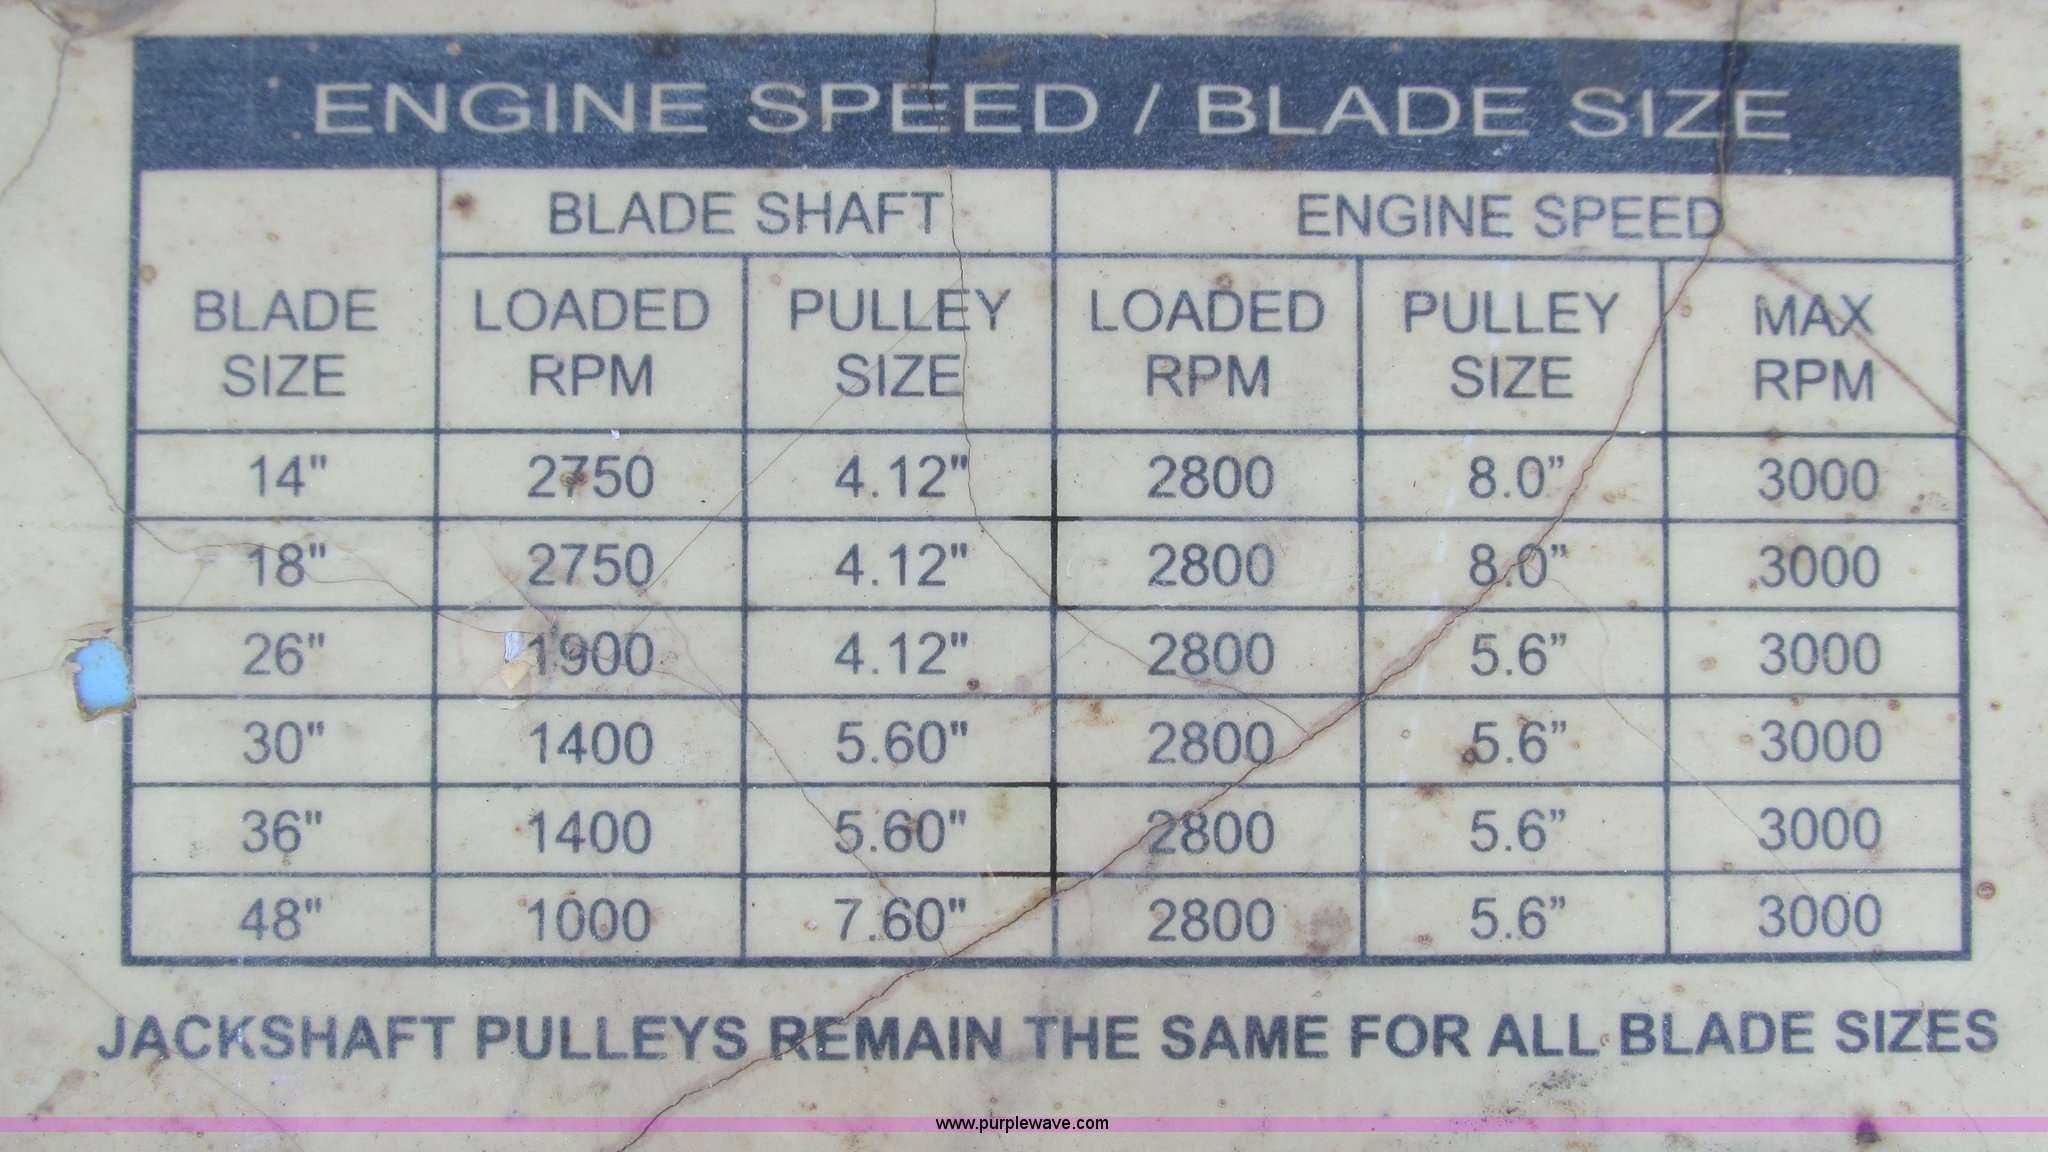 ENGINE SPEED / BLADE SIZE
BLADE SHAFT ENGINE SPEED
BLADE SIZE LOADED RPM PULLEY SIZE LOADED RPM PULLEY SIZE MAX RPM
14" 2750 4.12" 2800 8.0” 3000
18" 2750 4.12" 2800 8.0” 3000
26" 1900 4.12" 2800 5.6” 3000
30" 1400 5.60" 2800 5.6” 3000
36" 1400 5.60" 2800 5.6” 3000
48" 1000 7.60" 2800 5.6” 3000
JACKSHAFT PULLEYS REMAIN THE SAME FOR ALL BLADE SIZES
www.purplewave.com